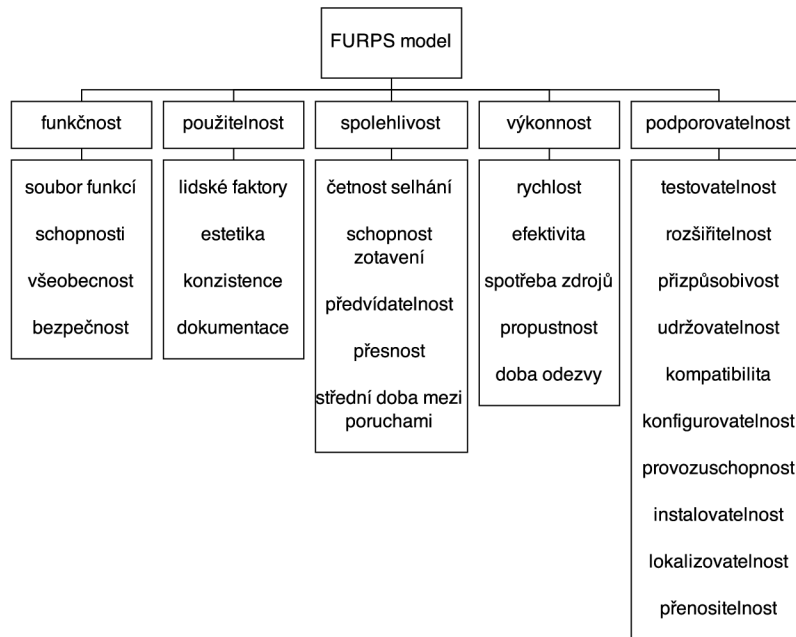 FURPS model
funkčnost
soubor funkcí
schopnosti
všeobecnost
bezpečnost
použitelnost
lidské faktory
estetika
konzistence
dokumentace
spolehlivost
četnost selhání
schopnost
zotavení
předvídatelnost
přesnost
střední doba mezi
poruchami
výkonnost
rychlost
efektivita
spotřeba zdrojů
propustnost
doba odezvy
podporovatelnost
testovatelnost
rozšiřitelnost
přizpůsobivost
udržovatelnost
kompatibilita
konfigurovatelnost
provozuschopnost
instalovatelnost
lokalizovatelnost
přenositelnost